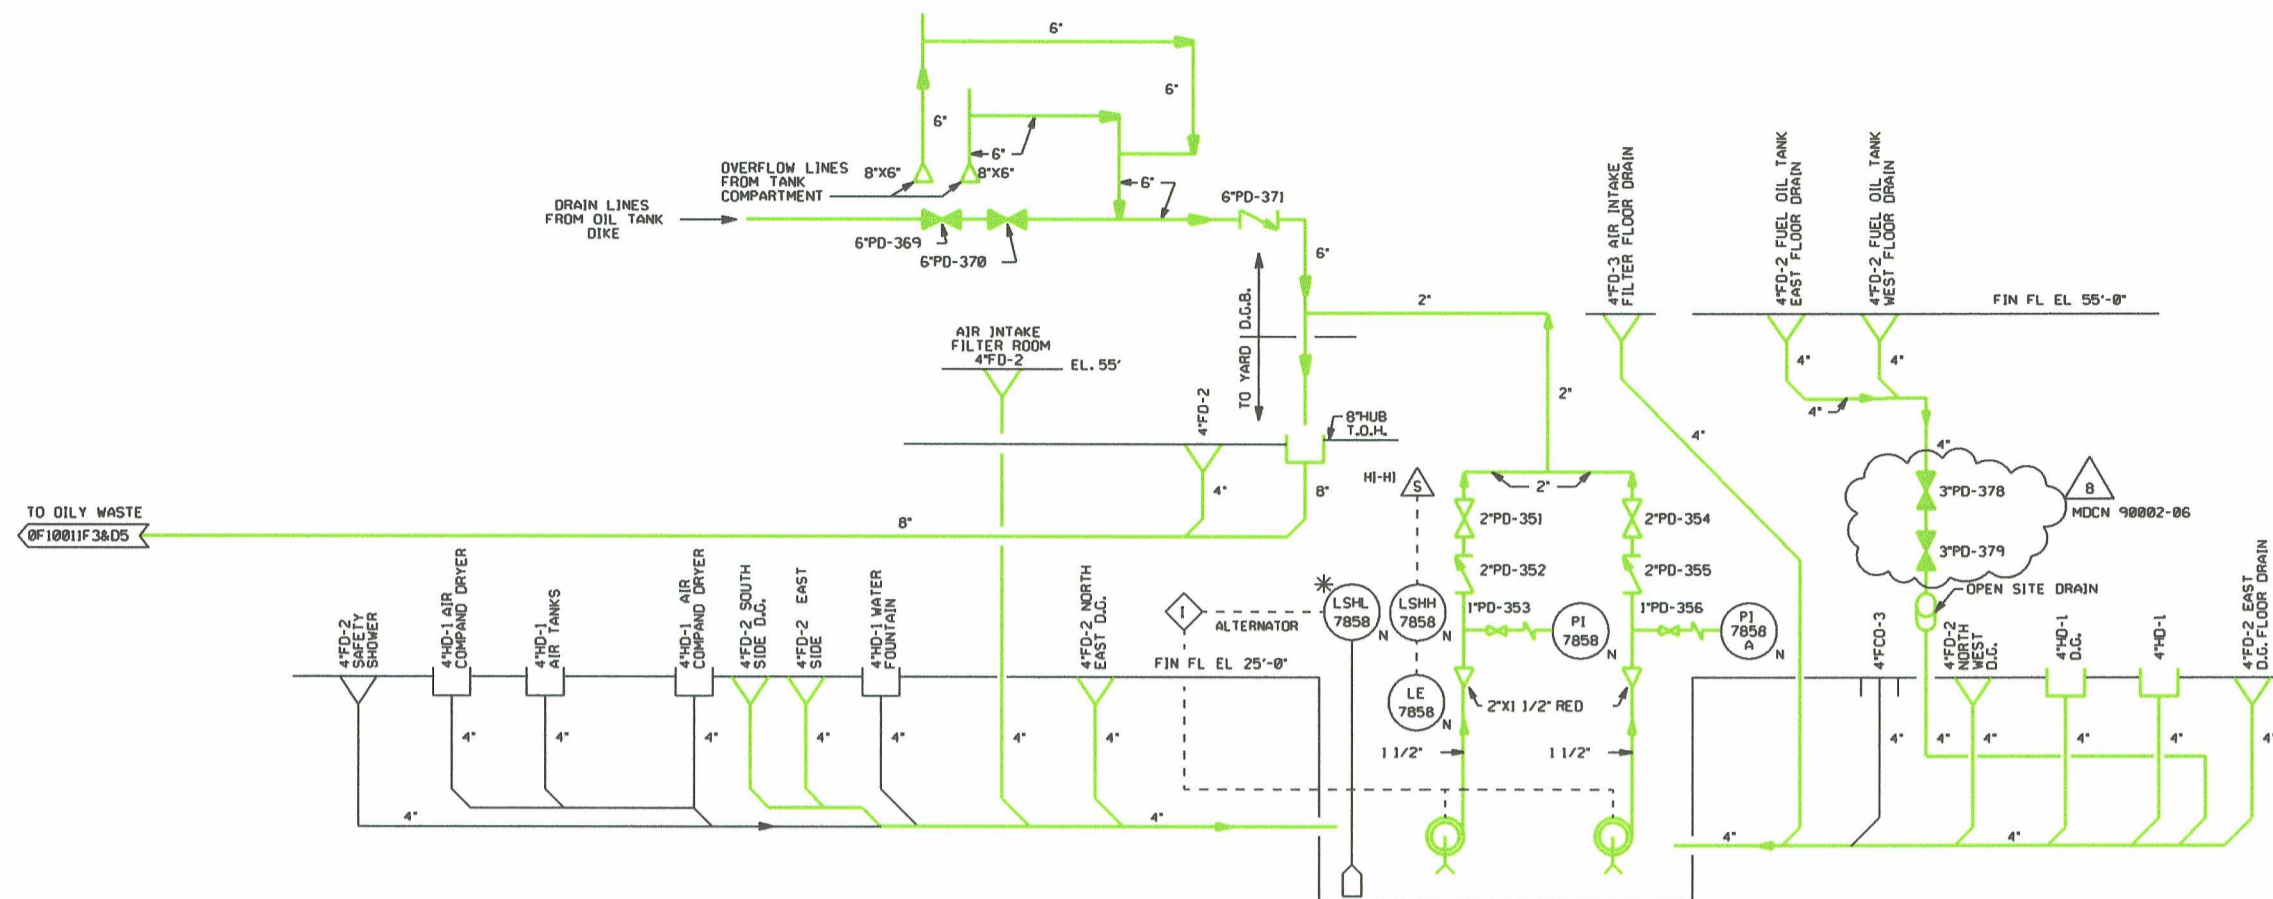 6"
6"
6"
6"
OVERFLOW LINES
FROM TANK
COMPARTMENT
8"X6"
8"X6"
6"
DRAIN LINES
FROM OIL TANK
DIKE
6"PD-369
6"PD-370
6"PD-371
6"
TO YARD
D.G.B.
2"
2"
AIR INTAKE
FILTER ROOM
4"FD-2
EL. 55'
4"FD-2
4"
8"HUB
T.O.H.
8"
8"
TO OILY WASTE
0F10011F3&D5
4"FD-3 AIR INTAKE
FILTER FLOOR DRAIN
4"
4"FD-2 FUEL OIL TANK
EAST FLOOR DRAIN
4"FD-2 FUEL OIL TANK
WEST FLOOR DRAIN
FIN FL EL 55'-0"
4"
4"
4"
4"
3"PD-378
3"PD-379
8
MDCN 90002-06
OPEN SITE DRAIN
HI-HI
S
2"
2"PD-351
2"PD-354
2"PD-352
2"PD-355
1"PD-353
1"PD-356
PI
7858
N
PI
7858
A
N
LSHL
7858
N
LSHH
7858
N
LE
7858
N
I
ALTERNATOR
2"X1 1/2" RED
1 1/2"
1 1/2"
FIN FL EL 25'-0"
4"FD-2
SAFETY
SHOWER
4"HD-1 AIR
COMPAND DRYER
4"HD-1
AIR TANKS
4"HD-1 AIR
COMPAND DRYER
4"FD-2 SOUTH
SIDE D.G.
4"FD-2 EAST
SIDE
4"HD-1 WATER
FOUNTAIN
4"FD-2 NORTH
EAST D.G.
4"
4"
4"
4"
4"
4"
4"
4"
4"
4"FCO-3
4"FD-2
NORTH
WEST
D.G.
4"HD-1
D.G.
4"HD-1
4"FD-2 EAST
D.G. FLOOR DRAIN
4"
4"
4"
4"
4"
4"
4"
4"